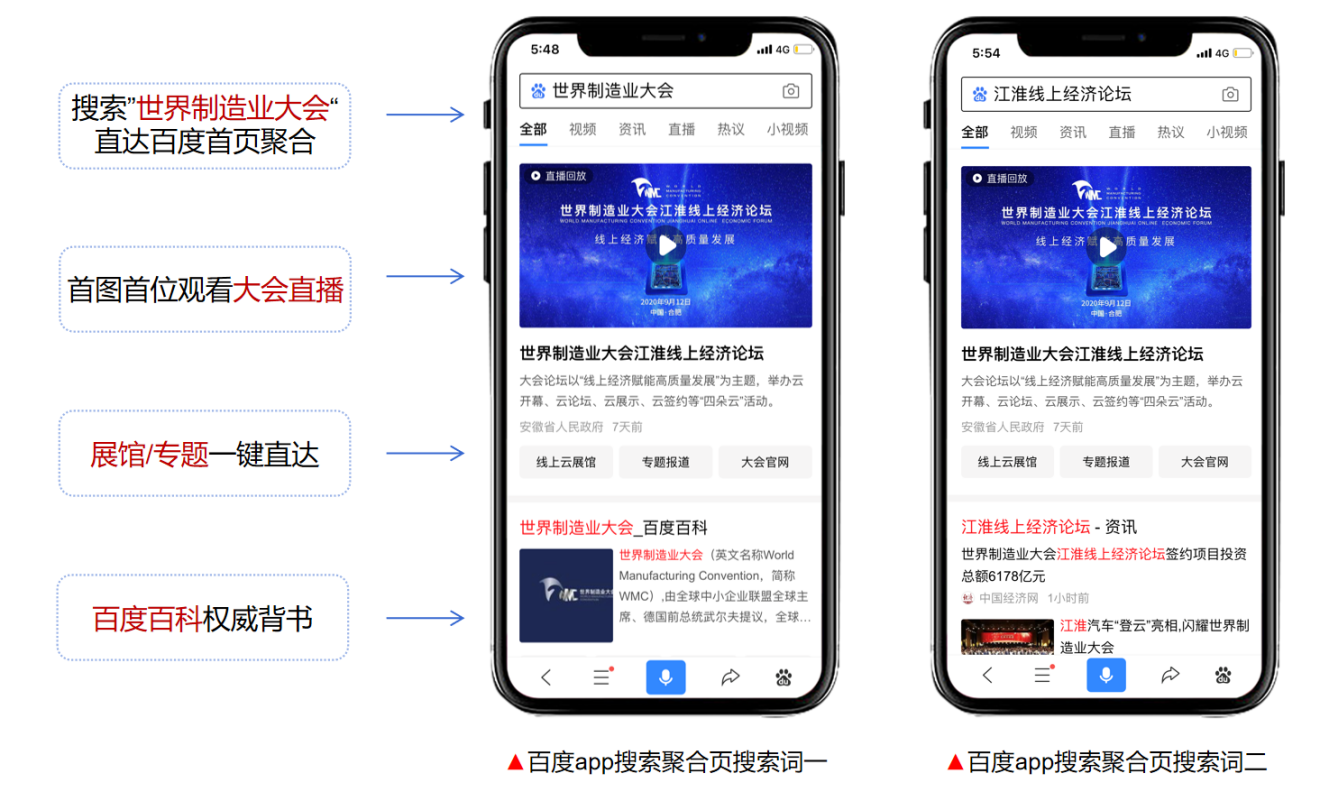 搜索”世界制造业大会“
直达百度首页聚合
首图首位观看大会直播
展馆/专题一键直达
百度百科权威背书
5:48
4G
世界制造业大会
全部 视频 资讯 直播 热议 小视频
直播回放
WMC
WORLD
MANUFACTURING
CONVENTION
世界制造业大会江淮线上经济论坛
WORLD MANUFACTURING CONVENTION JIANGHUAI ONLINE ECONOMIC FORUM
线上经济赋能高质量发展
2020年9月12日
中国·合肥
世界制造业大会江淮线上经济论坛
大会论坛以“线上经济赋能高质量发展”为主题，举办云
开幕、云论坛、云展示、云签约等“四朵云”活动。
安徽省人民政府 7天前
线上云展馆 专题报道 大会官网
世界制造业大会_百度百科
世界制造业大会（英文名称World
Manufacturing Convention，简称
WMC）,由全球中小企业联盟全球主
席、德国前总统武尔夫提议，全球...
▲百度app搜索聚合页搜索词一
5:54
4G
江淮线上经济论坛
全部 视频 资讯 直播 热议 小视频
直播回放
WMC
WORLD
MANUFACTURING
CONVENTION
世界制造业大会江淮线上经济论坛
WORLD MANUFACTURING CONVENTION JIANGHUAI ONLINE ECONOMIC FORUM
线上经济赋能高质量发展
2020年9月12日
中国·合肥
世界制造业大会江淮线上经济论坛
大会论坛以“线上经济赋能高质量发展”为主题，举办云
开幕、云论坛、云展示、云签约等“四朵云”活动。
安徽省人民政府 7天前
线上云展馆 专题报道 大会官网
江淮线上经济论坛 - 资讯
世界制造业大会江淮线上经济论坛签约项目投资
总额6178亿元
中国经济网 1小时前
江淮汽车“登云”亮相,闪耀世界制
造业大会
▲百度app搜索聚合页搜索词二